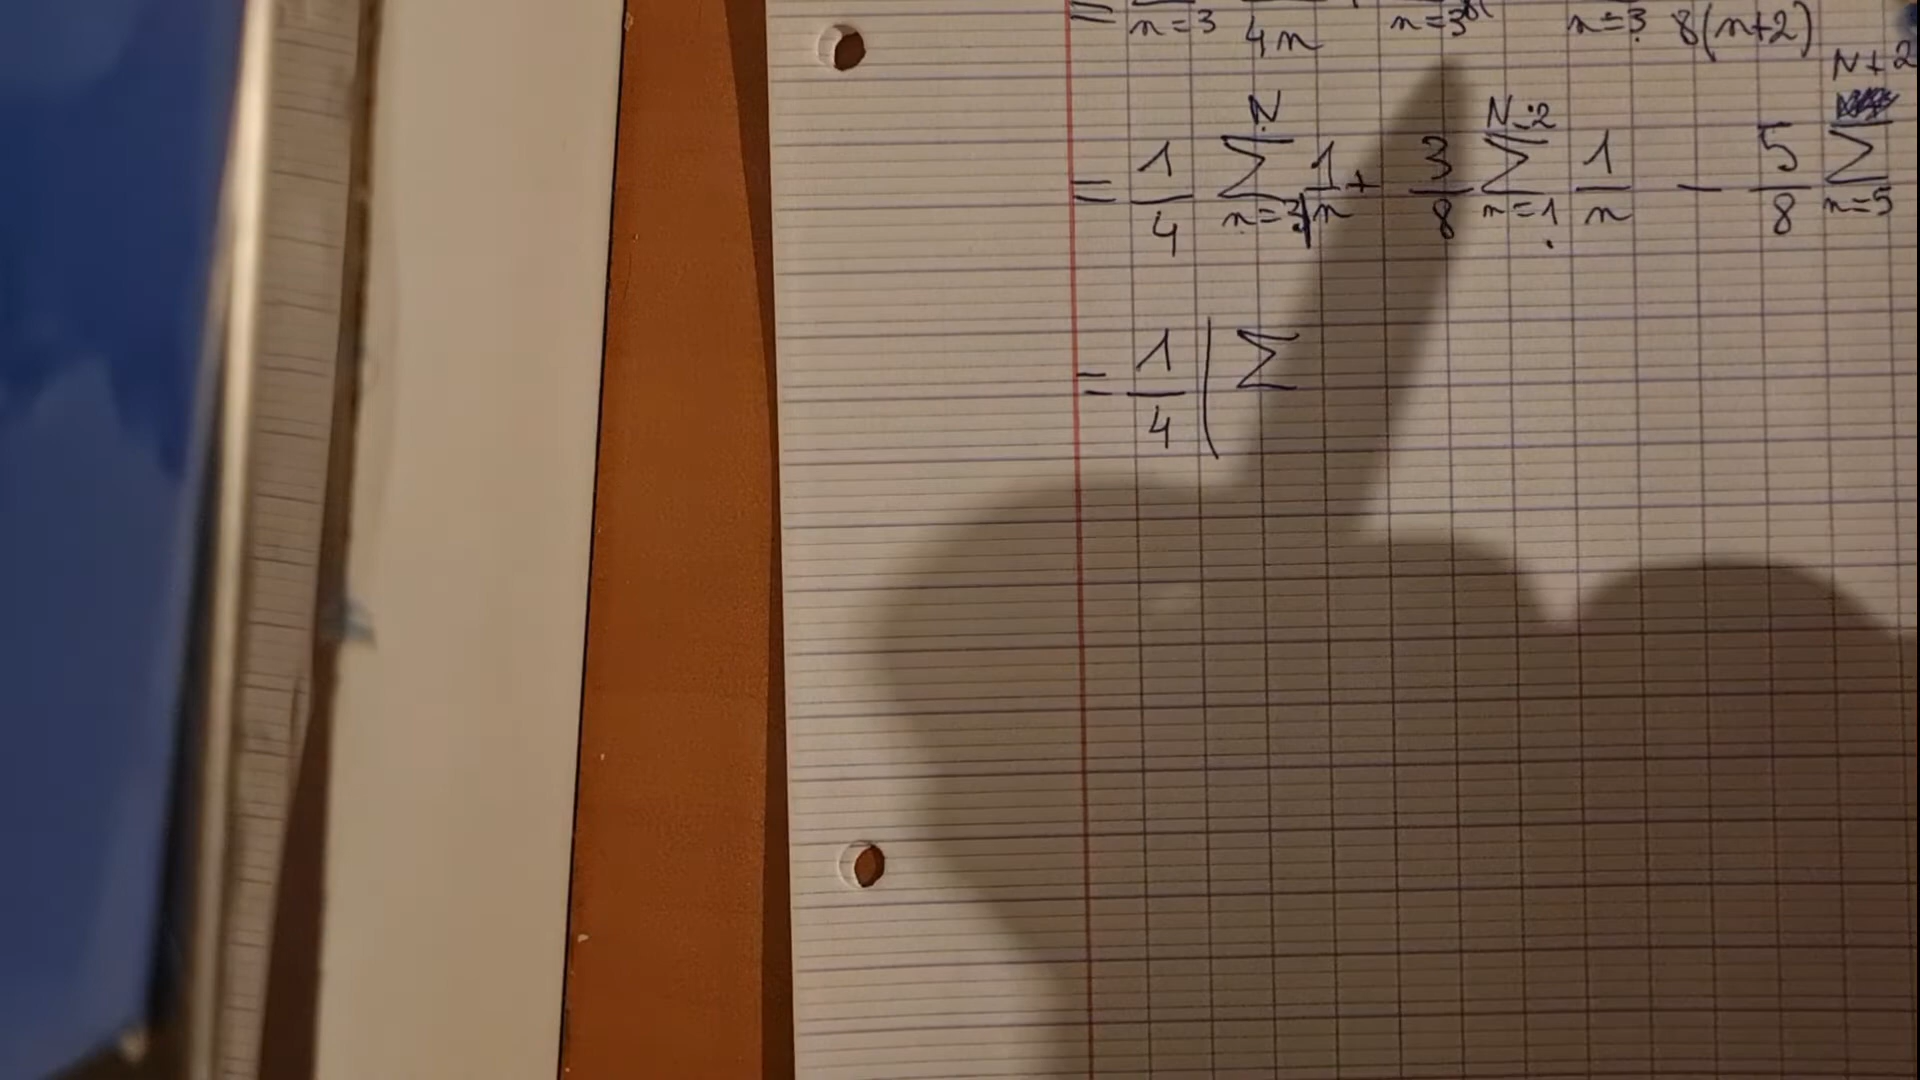 = n=3 4n n=3 8( n=3 8(n+2)
= 1/4 ∑_{n=3}^{N} 1/n + 3/8 ∑_{n=1}^{N-2} 1/n - 5/8 ∑_{n=5}^{N+2}
= 1/4 ( ∑